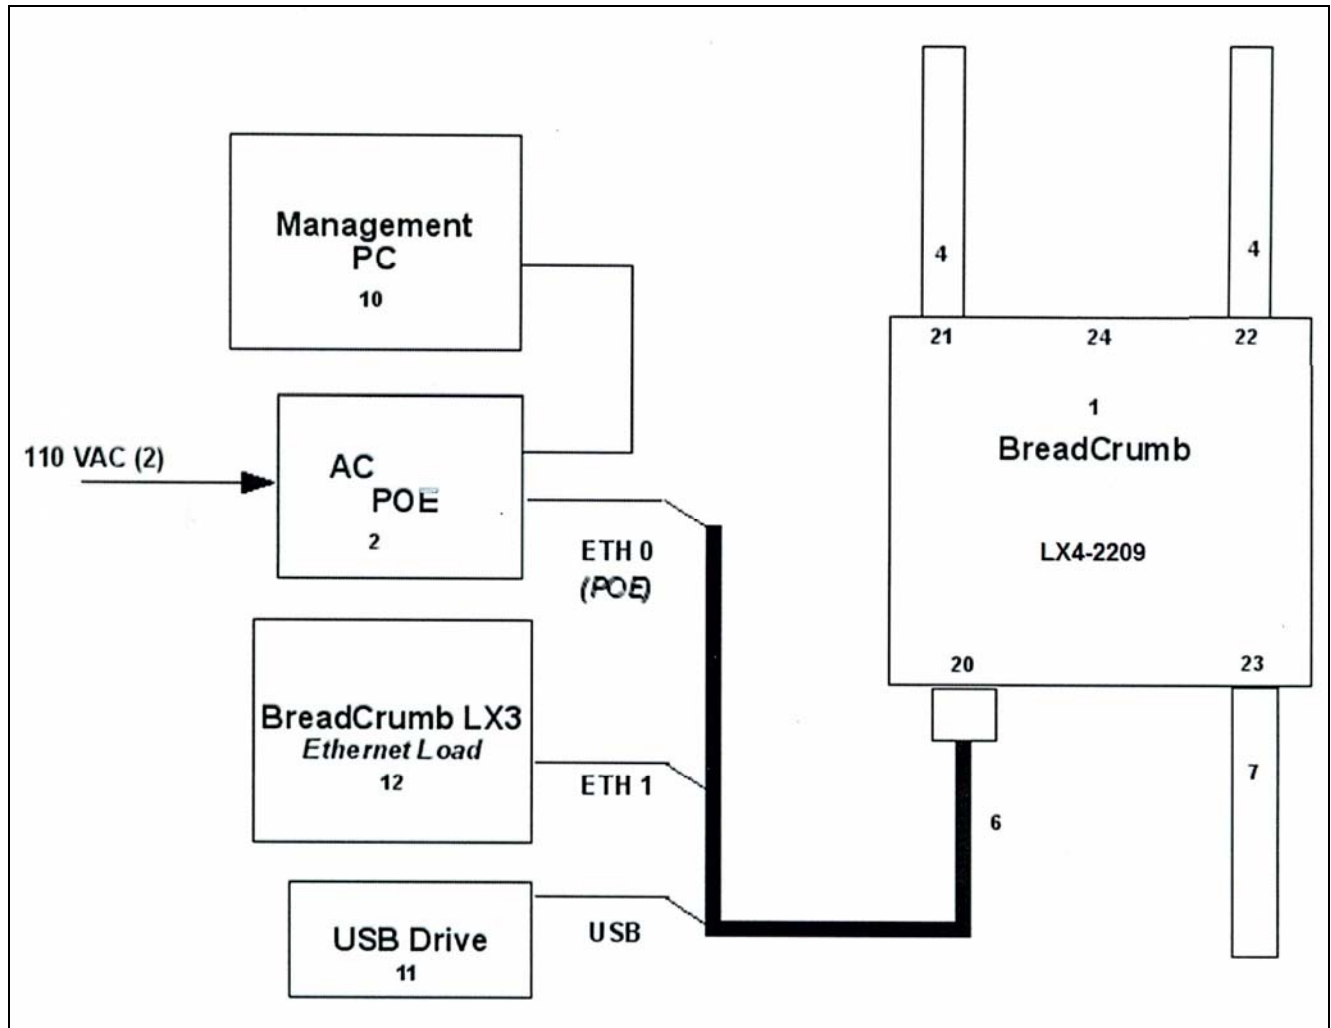 Management
PC
10
110 VAC (2)
AC
POE
2
ETH 0
(POE)
BreadCrumb LX3
Ethernet Load
12
ETH 1
USB Drive
11
USB
4
4
21
24
22
1
BreadCrumb
LX4-2209
20
23
6
7